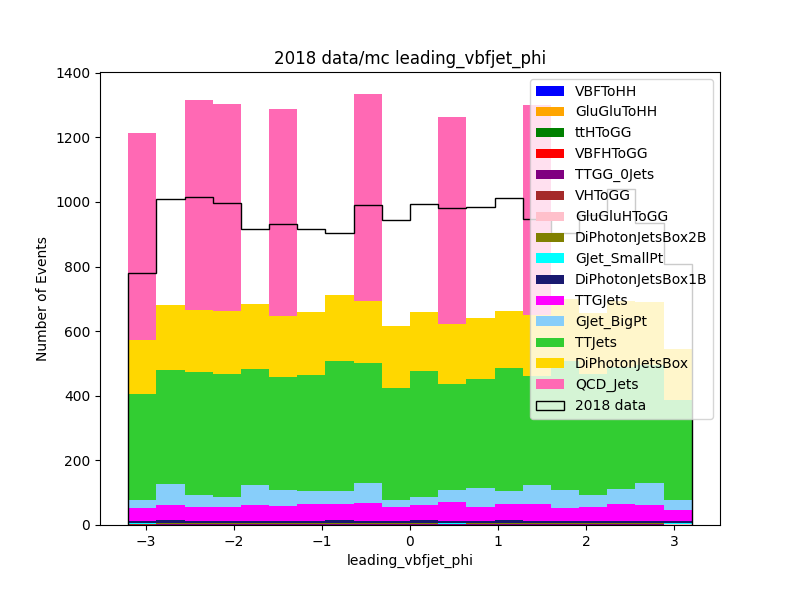 2018 data/mc leading_vbfjet_phi
Number of Events
1400
1200
1000
800
600
400
200
0
−3
−2
−1
0
1
2
3
leading_vbfjet_phi
VBFToHH
GluGluToHH
ttHToGG
VBFHToGG
TTGG_0Jets
VHToGG
GluGluHToGG
DiPhotonJetsBox2B
GJet_SmallPt
DiPhotonJetsBox1B
TTGJets
GJet_BigPt
TTJets
DiPhotonJetsBox
QCD_Jets
2018 data